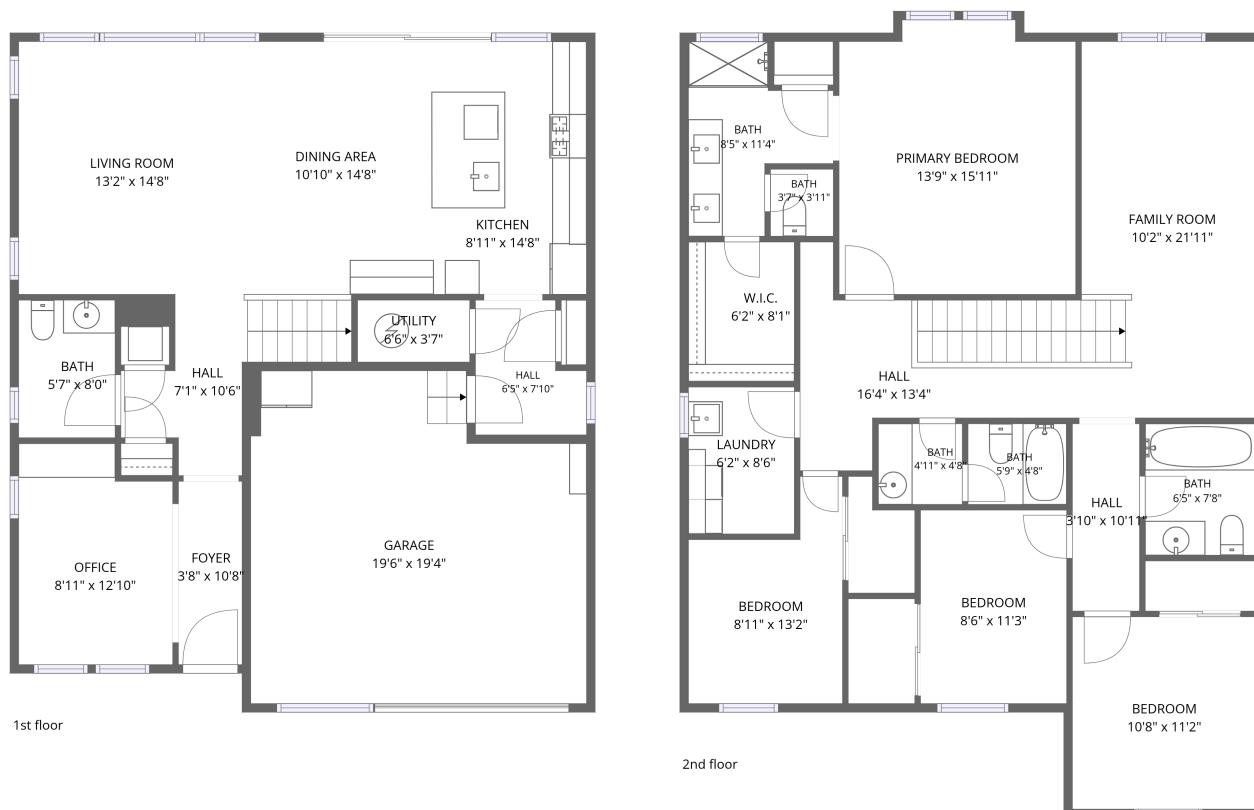 LIVING ROOM
13'2" x 14'8"
DINING AREA
10'10" x 14'8"
KITCHEN
8'11" x 14'8"
UTILITY
6'6" x 3'7"
BATH
5'7" x 8'0"
HALL
7'1" x 10'6"
HALL
6'5" x 7'10"
OFFICE
8'11" x 12'10"
FOYER
3'8" x 10'8"
GARAGE
19'6" x 19'4"
1st floor
BATH
8'5" x 11'4"
PRIMARY BEDROOM
13'9" x 15'11"
BATH
3'7" x 3'11"
FAMILY ROOM
10'2" x 21'11"
W.I.C.
6'2" x 8'1"
HALL
16'4" x 13'4"
LAUNDRY
6'2" x 8'6"
BATH
4'11" x 4'8"
BATH
5'9" x 4'8"
HALL
3'10" x 10'11"
BATH
6'5" x 7'8"
BEDROOM
8'11" x 13'2"
BEDROOM
8'6" x 11'3"
BEDROOM
10'8" x 11'2"
2nd floor